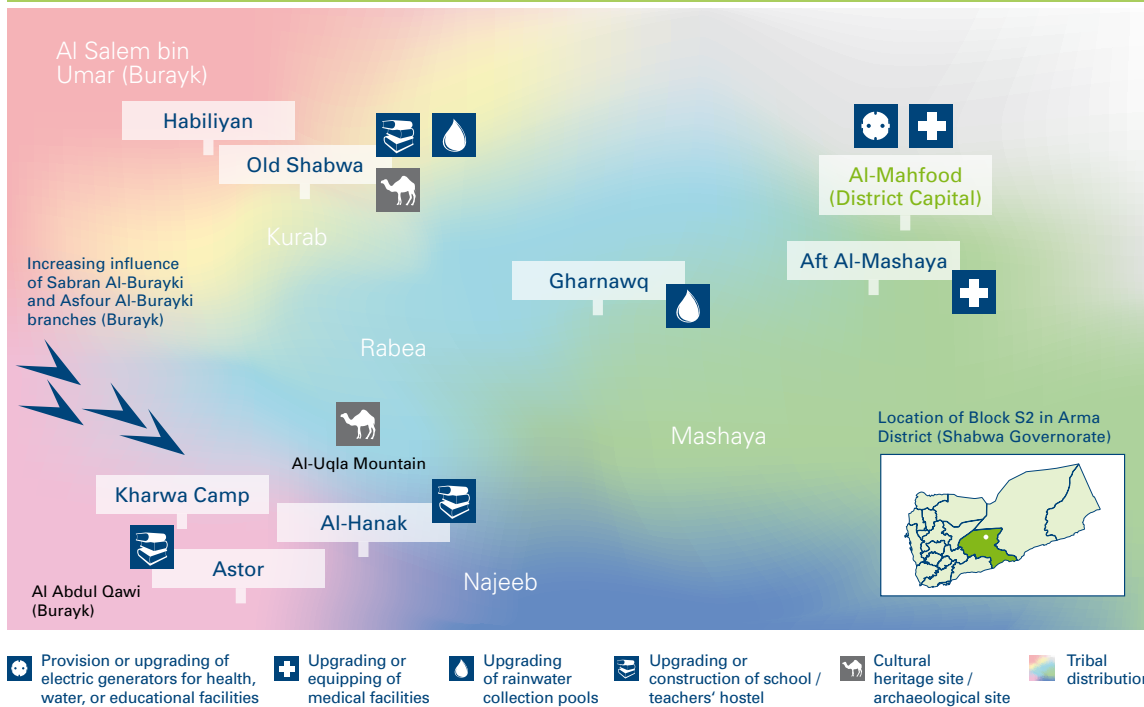 Al Salem bin
Umar (Burayk)
Habiliyan
Old Shabwa
Kurab
Al-Mahfood
(District Capital)
Aft Al-Mashaya
Gharnawq
Increasing influence
of Sabran Al-Burayki
and Asfour Al-Burayki
branches (Burayk)
Rabea
Mashaya
Al-Uqla Mountain
Location of Block S2 in Arma
District (Shabwa Governorate)
Kharwa Camp
Al-Hanak
Astor
Najeeb
Al Abdul Qawi
(Burayk)
Provision or upgrading of
electric generators for health,
water, or educational facilities
Upgrading or
equipping of
medical facilities
Upgrading
of rainwater
collection pools
Upgrading or
construction of school /
teachers' hostel
Cultural
heritage site /
archaeological site
Tribal
distribution